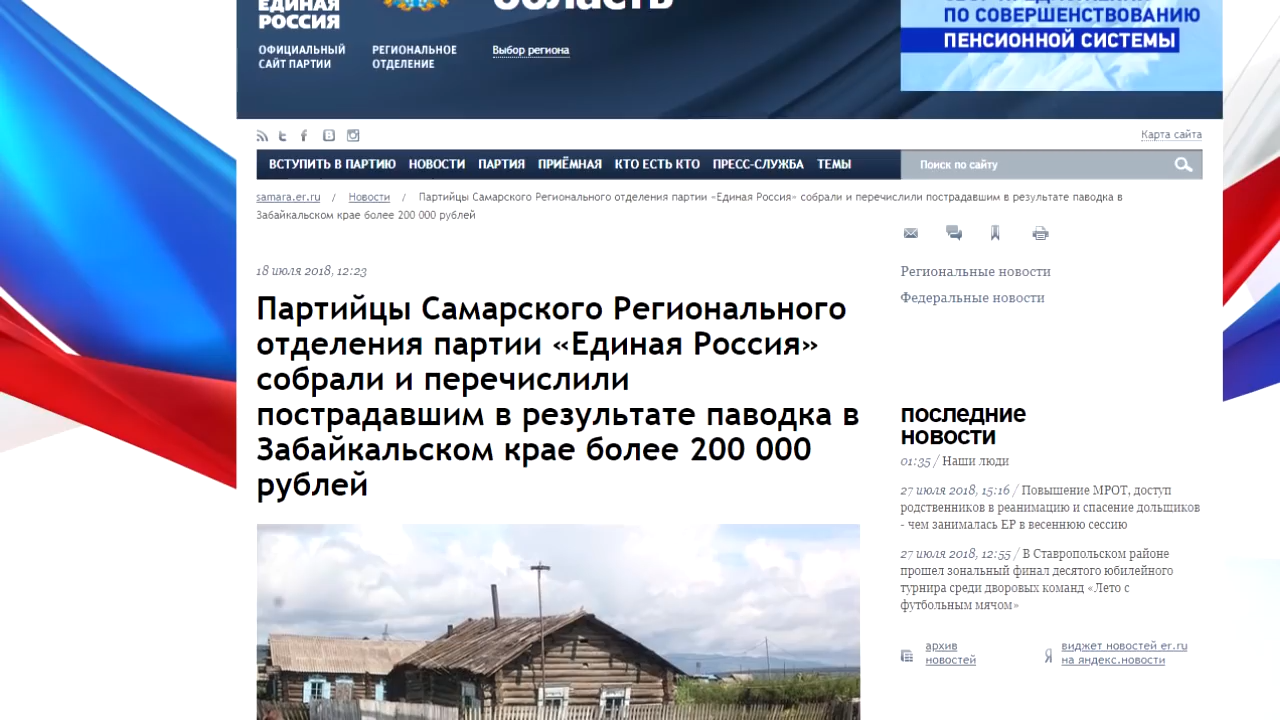 ЕДИНАЯ
РОССИЯ
область
ОФИЦИАЛЬНЫЙ
САЙТ ПАРТИИ
РЕГИОНАЛЬНОЕ
ОТДЕЛЕНИЕ
Выбор региона
ПО СОВЕРШЕНСТВОВАНИЮ
ПЕНСИОННОЙ СИСТЕМЫ
Карта сайта
ВСТУПИТЬ В ПАРТИЮ НОВОСТИ ПАРТИЯ ПРИЁМНАЯ КТО ЕСТЬ КТО ПРЕСС-СЛУЖБА ТЕМЫ
Поиск по сайту
samara.er.ru / Новости / Партийцы Самарского Регионального отделения партии «Единая Россия» собрали и перечислили пострадавшим в результате паводка в
Забайкальском крае более 200 000 рублей
18 июля 2018, 12:23
Партийцы Самарского Регионального
отделения партии «Единая Россия»
собрали и перечислили
пострадавшим в результате паводка в
Забайкальском крае более 200 000
рублей
Региональные новости
Федеральные новости
последние
новости
01:35 / Наши люди
27 июля 2018, 15:16 / Повышение МРОТ, доступ
родственников в реанимацию и спасение дольщиков
- чем занималась ЕР в весеннюю сессию
27 июля 2018, 12:55 / В Ставропольском районе
прошел зональный финал десятого юбилейного
турнира среди дворовых команд «Лето с
футбольным мячом»
архив
новостей
виджет новостей er.ru
на яндекс.новости